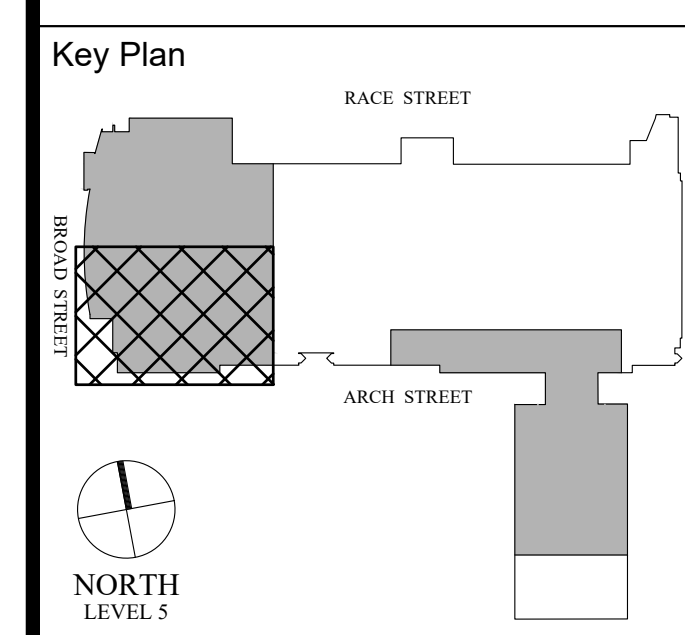 Key Plan
RACE STREET
BROAD STREET
ARCH STREET
NORTH
LEVEL 5